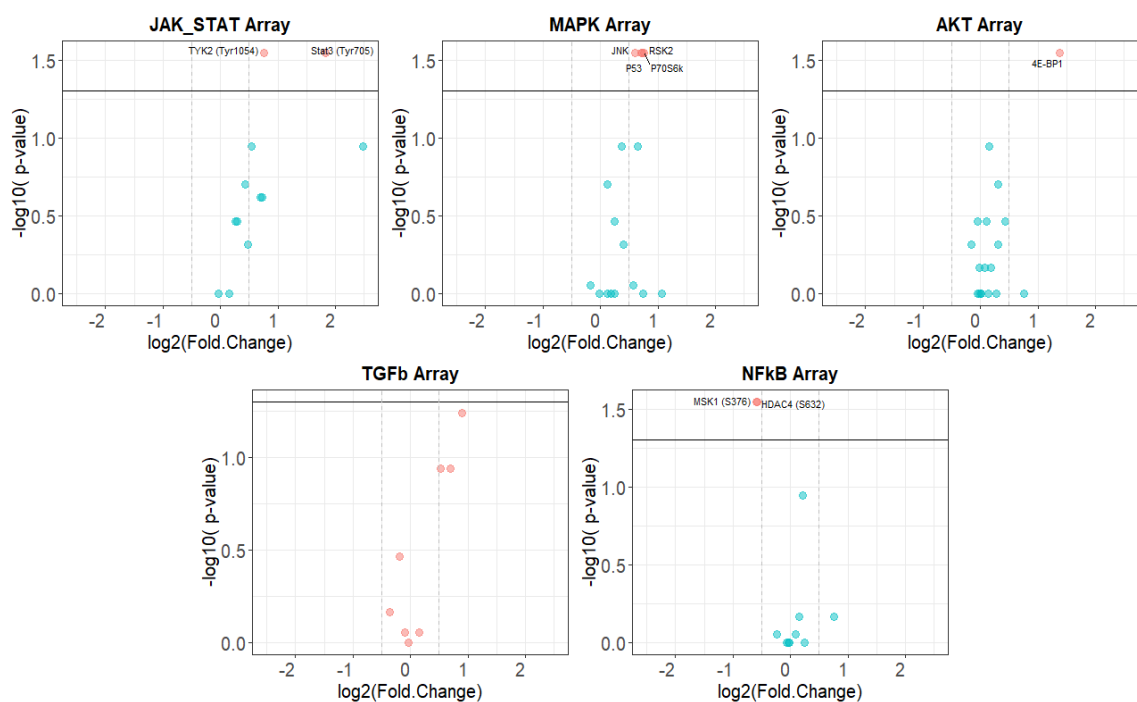 JAK_STAT Array
TYK2 (Tyr1054)
Stat3 (Tyr705)
1.5
1.0
0.5
0.0
-log10( p-value)
-2
-1
0
1
2
log2(Fold.Change)
MAPK Array
JNK
RSK2
P53
P70S6k
1.5
1.0
0.5
0.0
-log10( p-value)
-2
-1
0
1
2
log2(Fold.Change)
AKT Array
4E-BP1
1.5
1.0
0.5
0.0
-log10( p-value)
-2
-1
0
1
2
log2(Fold.Change)
TGFb Array
1.0
0.5
0.0
-log10( p-value)
-2
-1
0
1
2
log2(Fold.Change)
NFkB Array
MSK1 (S376)
HDAC4 (S632)
1.5
1.0
0.5
0.0
-log10( p-value)
-2
-1
0
1
2
log2(Fold.Change)